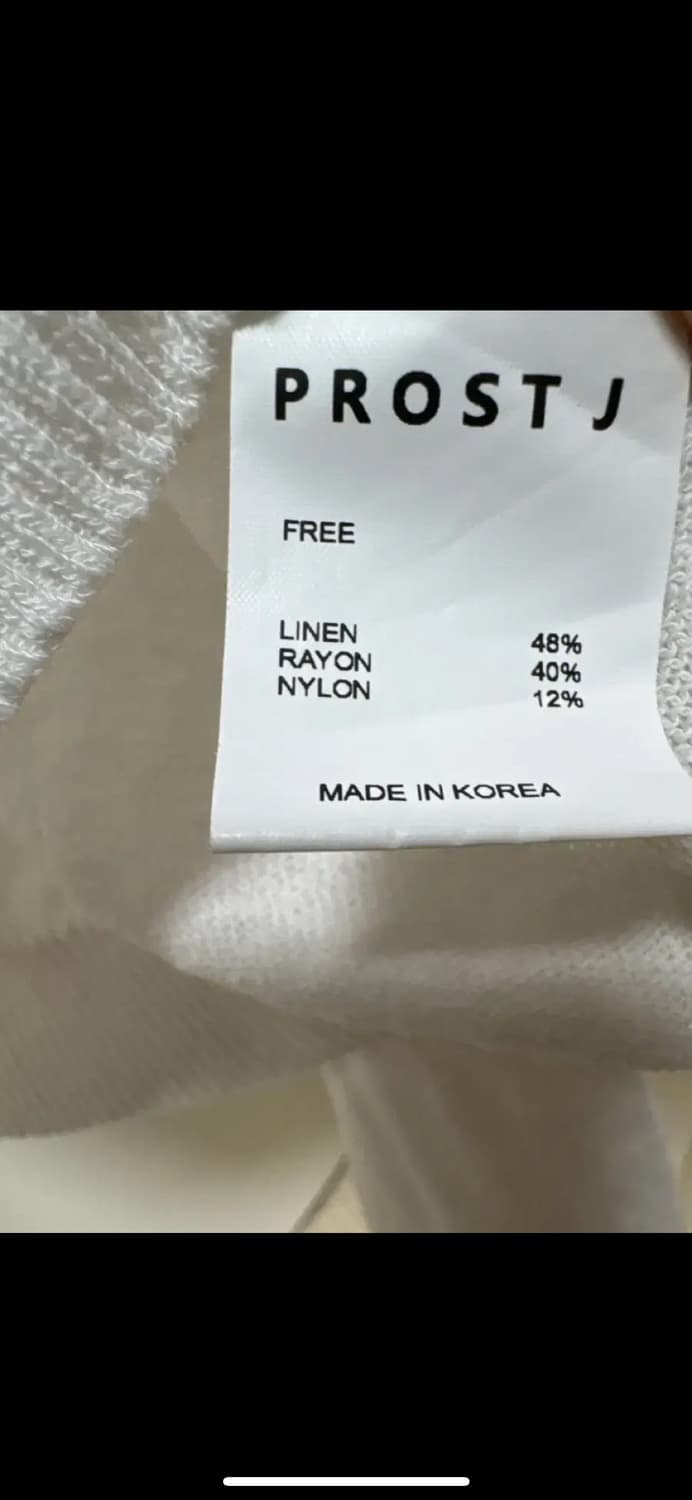 PROST J
FREE
LINEN 48%
RAYON 40%
NYLON 12%
MADE IN KOREA